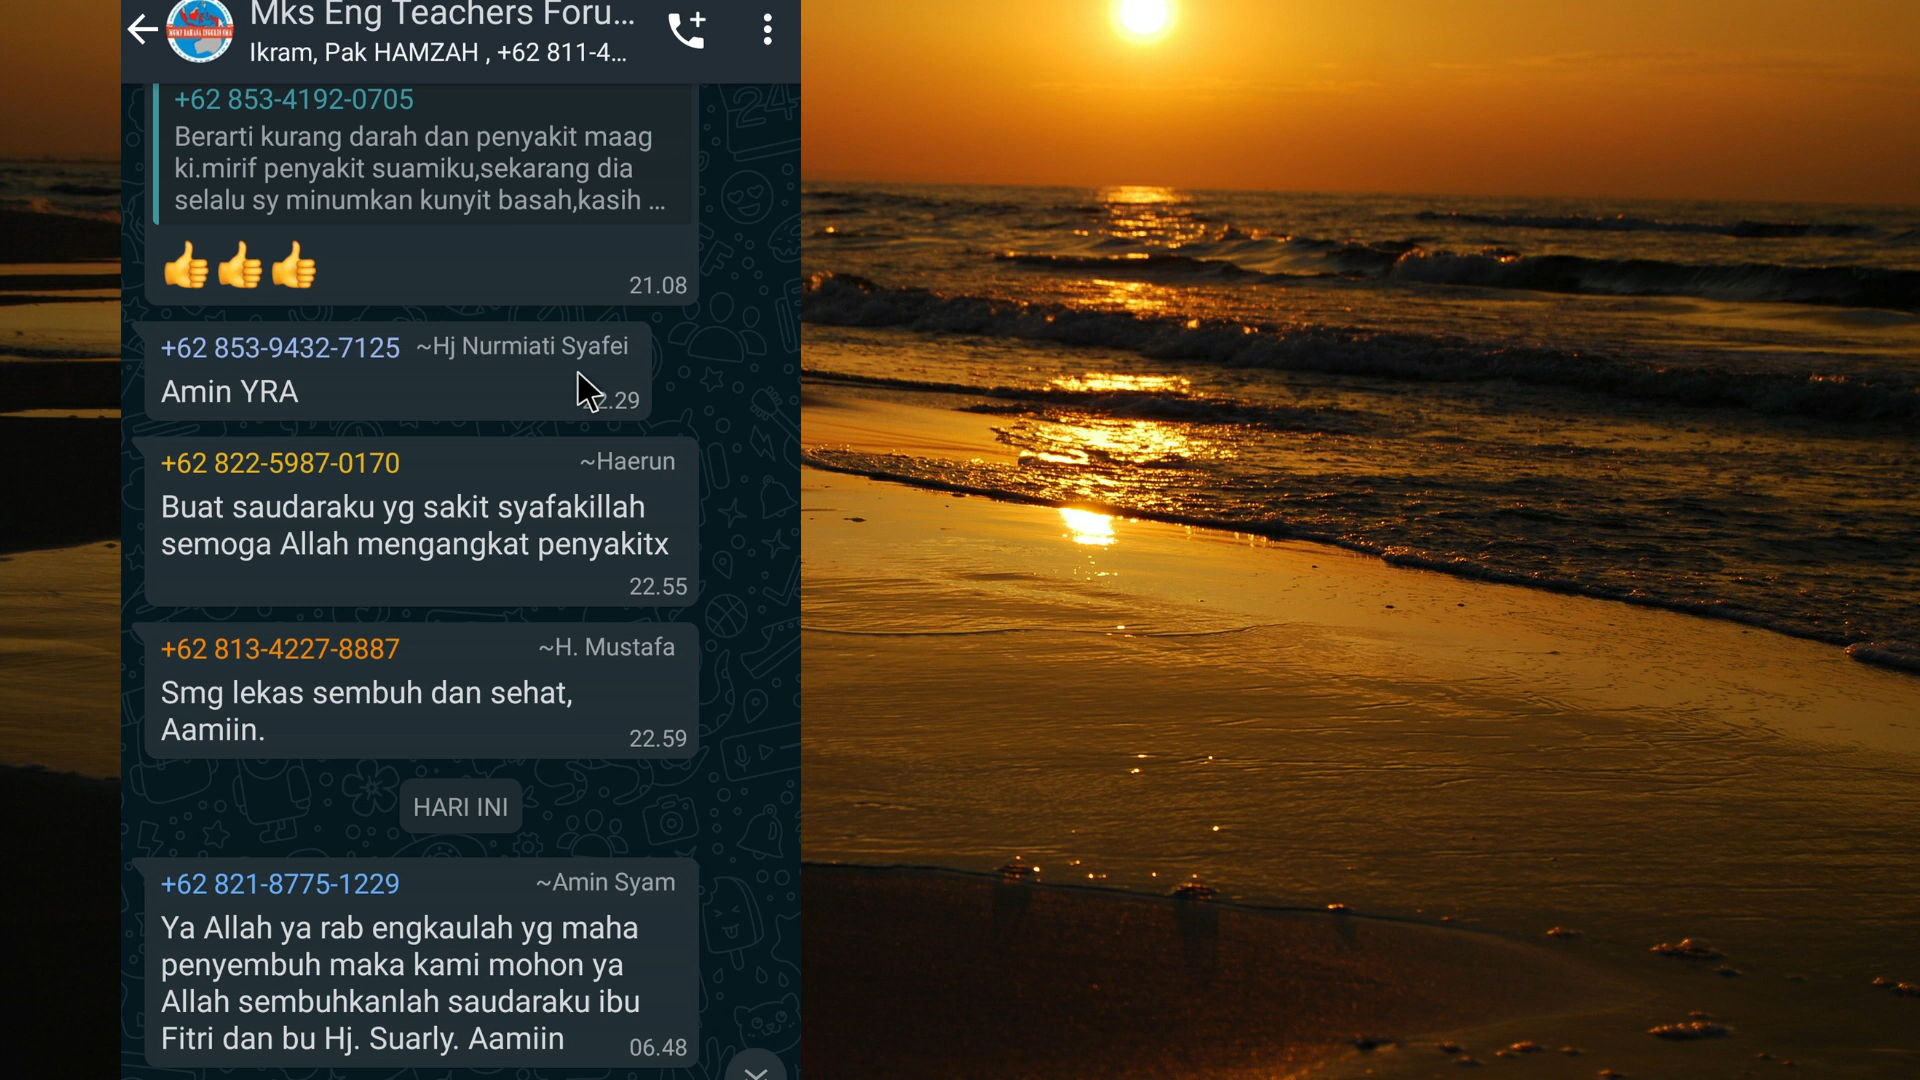 Mks Eng Teachers Foru...
Ikram, Pak HAMZAH , +62 811-4...
+62 853-4192-0705
Berarti kurang darah dan penyakit maag
ki.mirif penyakit suamiku,sekarang dia
selalu sy minumkan kunyit basah,kasih ...
21.08
+62 853-9432-7125 ~Hj Nurmiati Syafei
Amin YRA
+62 822-5987-0170 ~Haerun
Buat saudaraku yg sakit syafakillah
semoga Allah mengangkat penyakitx
22.55
+62 813-4227-8887 ~H. Mustafa
Smg lekas sembuh dan sehat,
Aamiin.
22.59
HARI INI
+62 821-8775-1229 ~Amin Syam
Ya Allah ya rab engkaulah yg maha
penyembuh maka kami mohon ya
Allah sembuhkanlah saudaraku ibu
Fitri dan bu Hj. Suarly. Aamiin
06.48